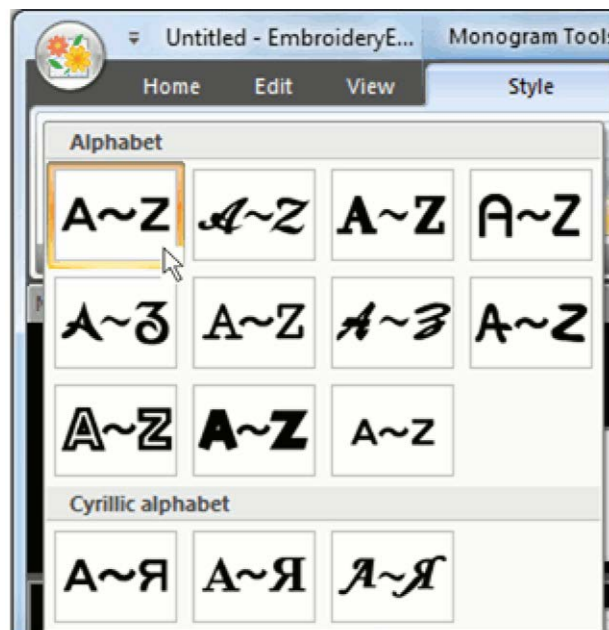 Untitled - EmbroideryE... Monogram Tools
Home Edit View Style
Alphabet
A~Z A~Z A~Z A~Z
A~Z A~Z A~Z A~Z
A~Z A~Z A~Z
Cyrillic alphabet
А~Я А~Я А~Я